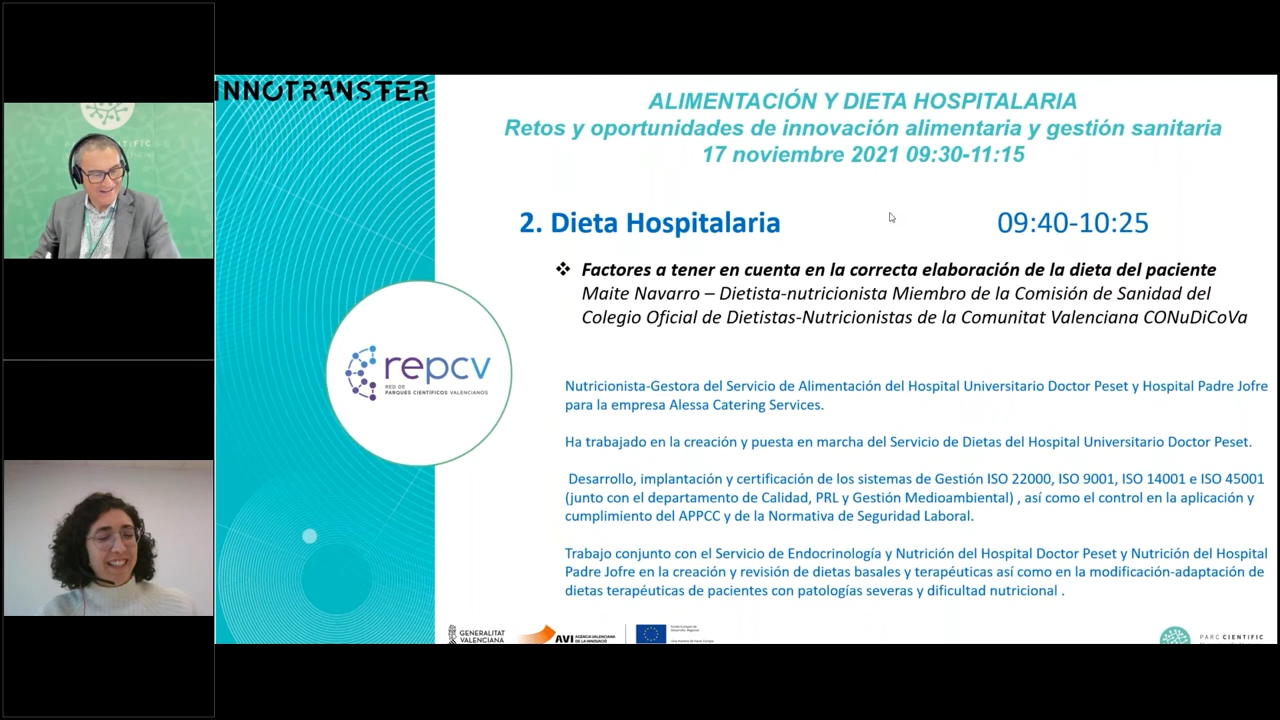 INNOTRANSFER
ALIMENTACIÓN Y DIETA HOSPITALARIA
Retos y oportunidades de innovación alimentaria y gestión sanitaria
17 noviembre 2021 09:30-11:15
2. Dieta Hospitalaria 09:40-10:25
❖ Factores a tener en cuenta en la correcta elaboración de la dieta del paciente
Maite Navarro – Dietista-nutricionista Miembro de la Comisión de Sanidad del
Colegio Oficial de Dietistas-Nutricionistas de la Comunitat Valenciana CONuDiCoVa
repcv
RED DE
PARQUES CIENTÍFICOS VALENCIANOS
Nutricionista-Gestora del Servicio de Alimentación del Hospital Universitario Doctor Peset y Hospital Padre Jofre
para la empresa Alessa Catering Services.
Ha trabajado en la creación y puesta en marcha del Servicio de Dietas del Hospital Universitario Doctor Peset.
Desarrollo, implantación y certificación de los sistemas de Gestión ISO 22000, ISO 9001, ISO 14001 e ISO 45001
(junto con el departamento de Calidad, PRL y Gestión Medioambiental) , así como el control en la aplicación y
cumplimiento del APPCC y de la Normativa de Seguridad Laboral.
Trabajo conjunto con el Servicio de Endocrinología y Nutrición del Hospital Doctor Peset y Nutrición del Hospital
Padre Jofre en la creación y revisión de dietas basales y terapéuticas así como en la modificación-adaptación de
dietas terapéuticas de pacientes con patologías severas y dificultad nutricional .
GENERALITAT
VALENCIANA
AVI AGÈNCIA VALENCIANA
DE LA INNOVACIÓ
PARC CIENTÍFIC